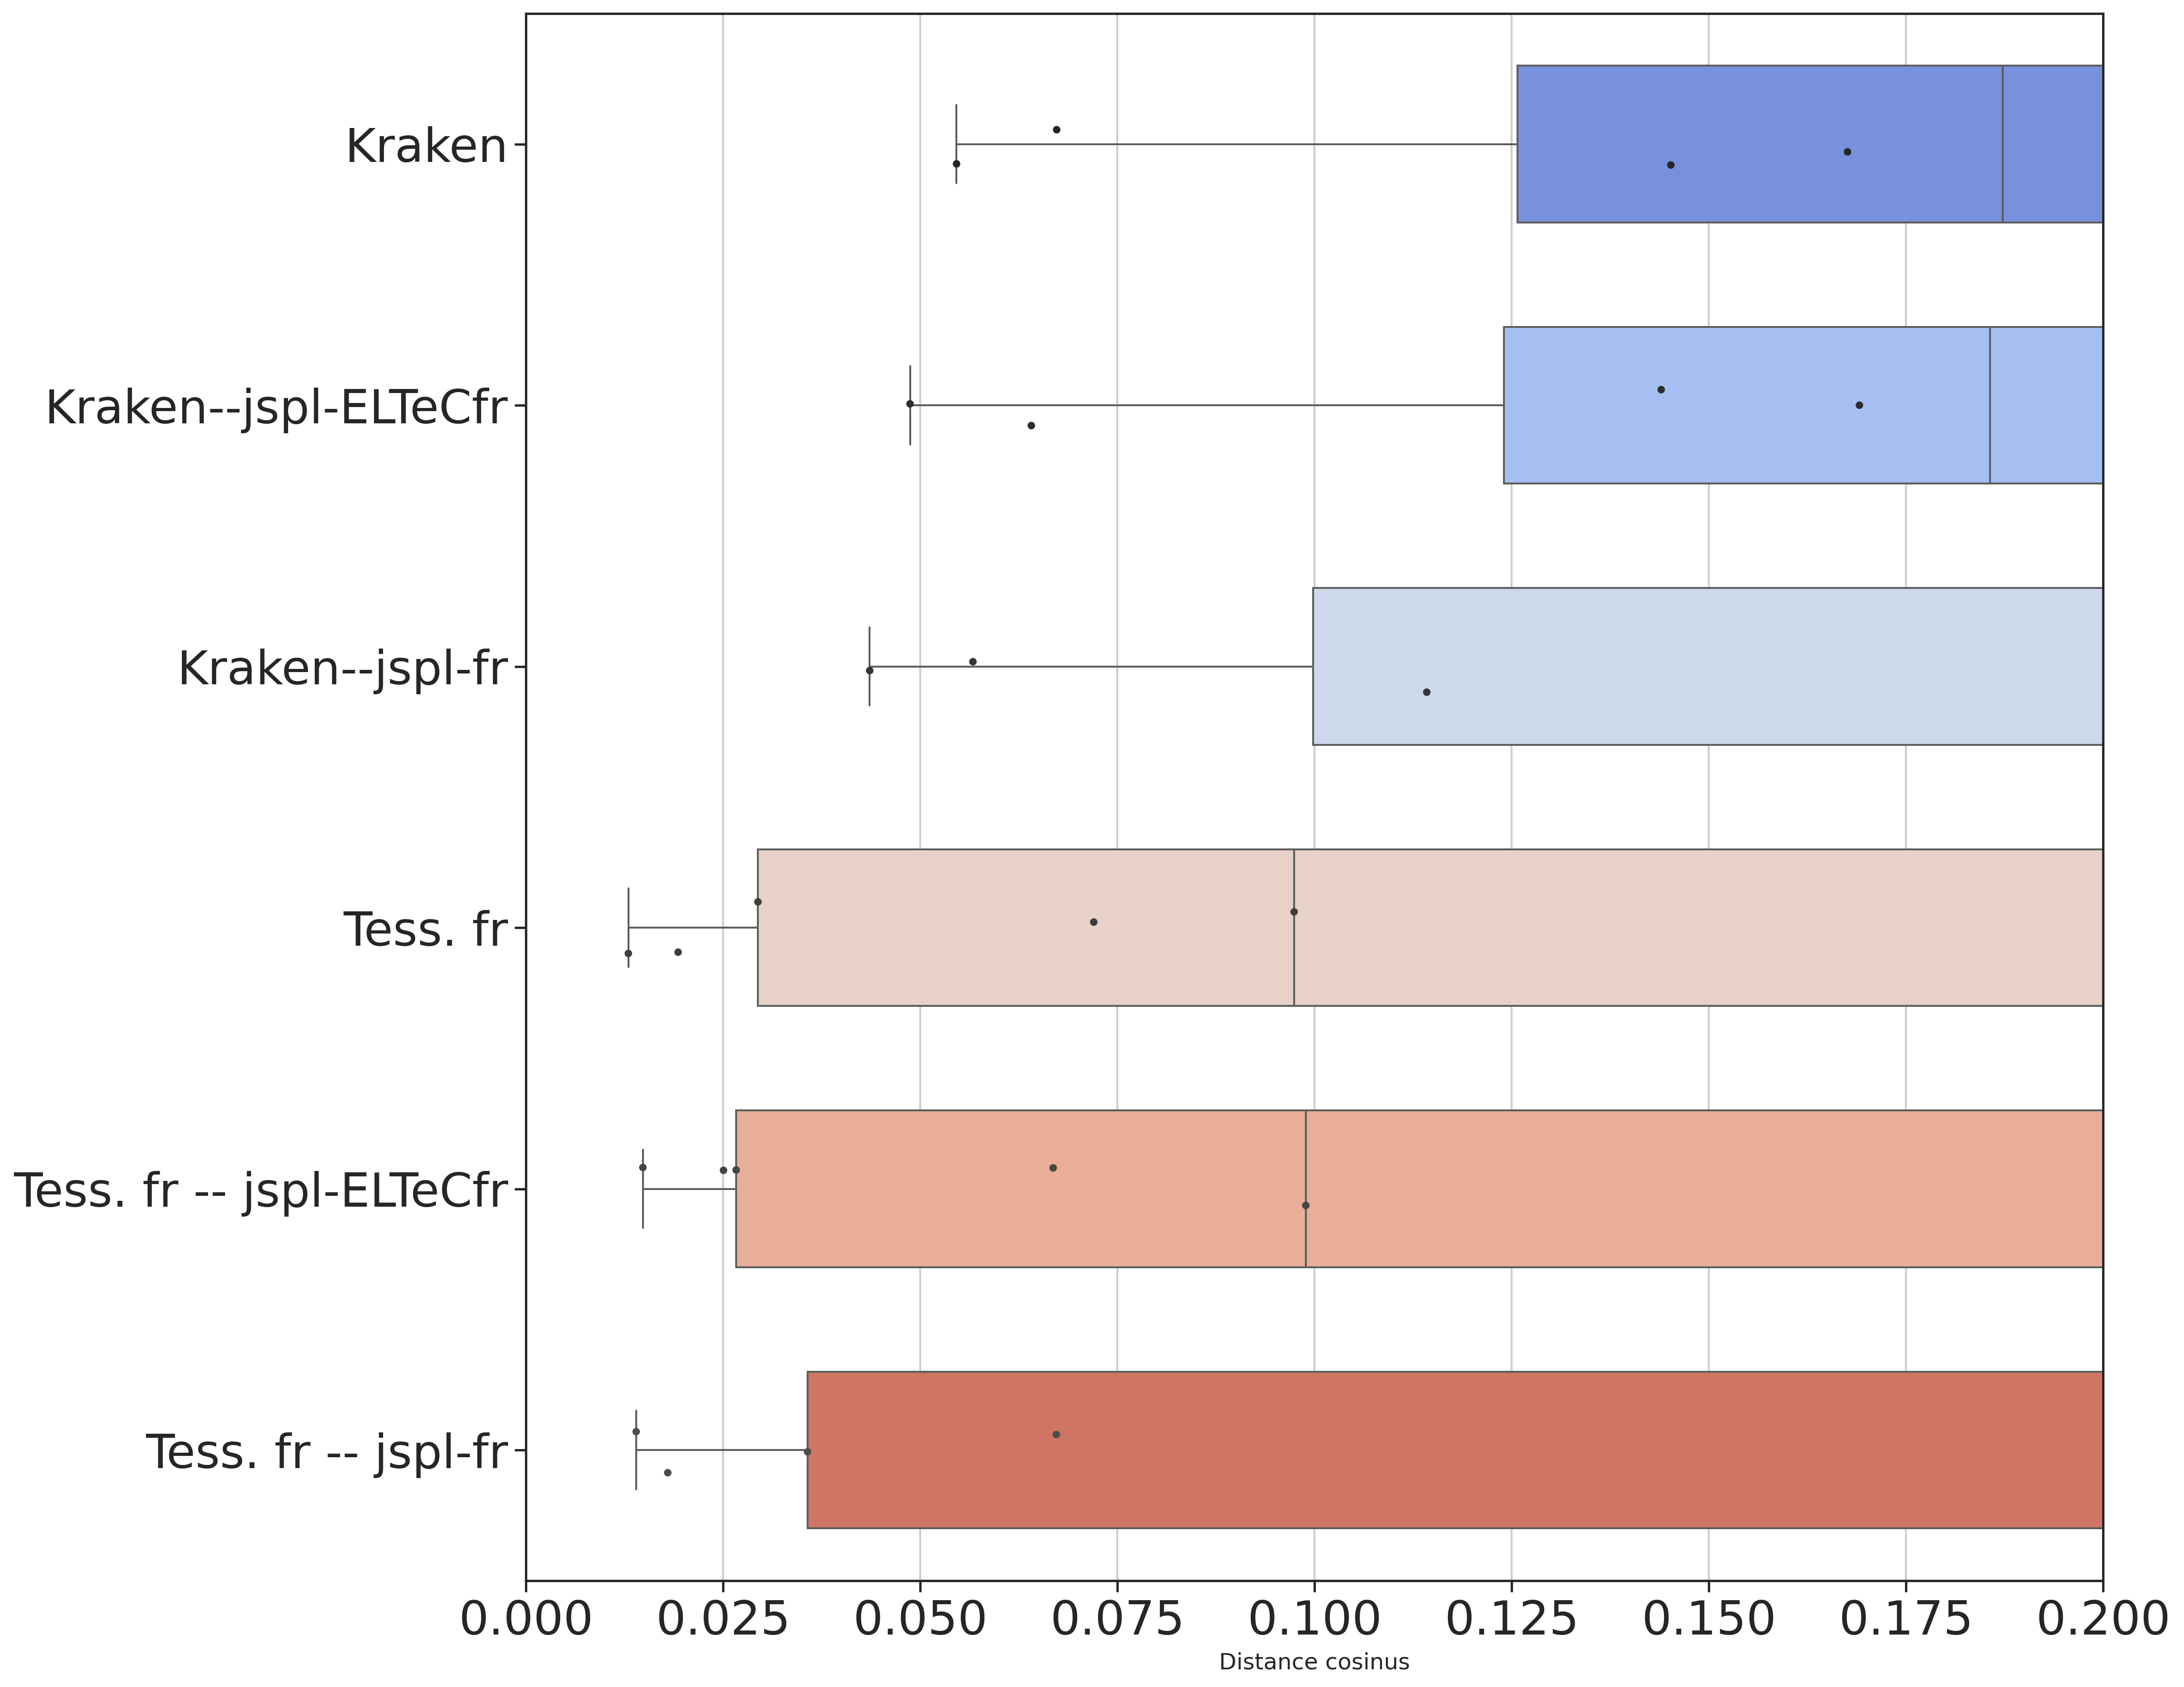 Kraken
Kraken--jspl-ELTeCfr
Kraken--jspl-fr
Tess. fr
Tess. fr -- jspl-ELTeCfr
Tess. fr -- jspl-fr
0.000 0.025 0.050 0.075 0.100 0.125 0.150 0.175 0.200
Distance cosinus